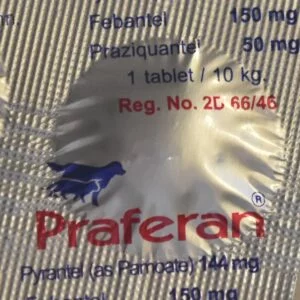 Febantel 150 mg
Praziquantel 50 mg
1 tablet / 10 kg.
Reg. No. 2D 66/46
Praferan ®
Pyrantel (as Pamoate) 144 mg
Febantel 150 mg